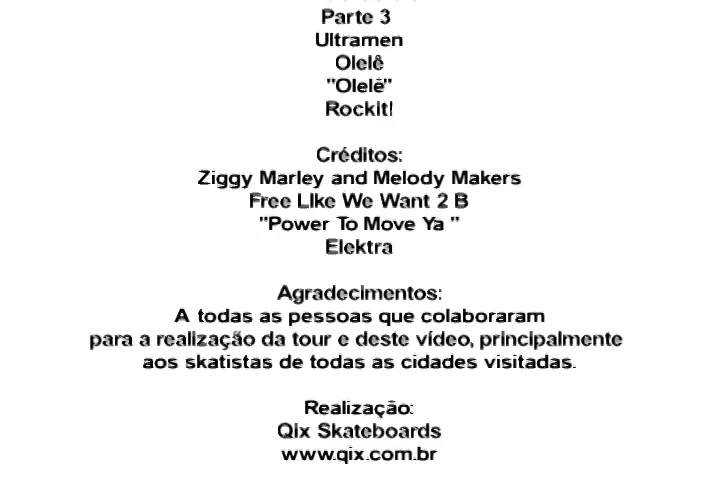 Parte 3
Ultramen
Olelê
"Olelê"
Rockit!
Créditos:
Ziggy Marley and Melody Makers
Free Like We Want 2 B
"Power To Move Ya "
Elektra
Agradecimentos:
A todas as pessoas que colaboraram
para a realização da tour e deste vídeo, principalmente
aos skatistas de todas as cidades visitadas.
Realização:
Qix Skateboards
www.qix.com.br